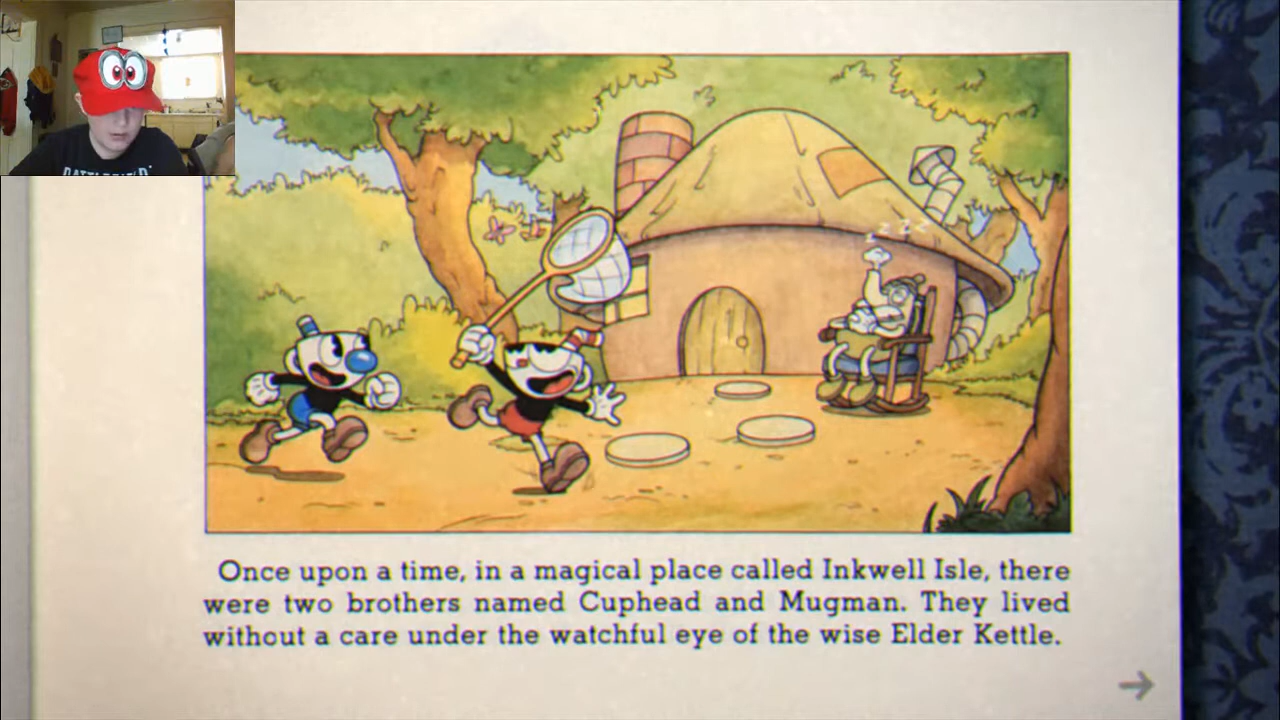 zzzz
Once upon a time, in a magical place called Inkwell Isle, there
were two brothers named Cuphead and Mugman. They lived
without a care under the watchful eye of the wise Elder Kettle.